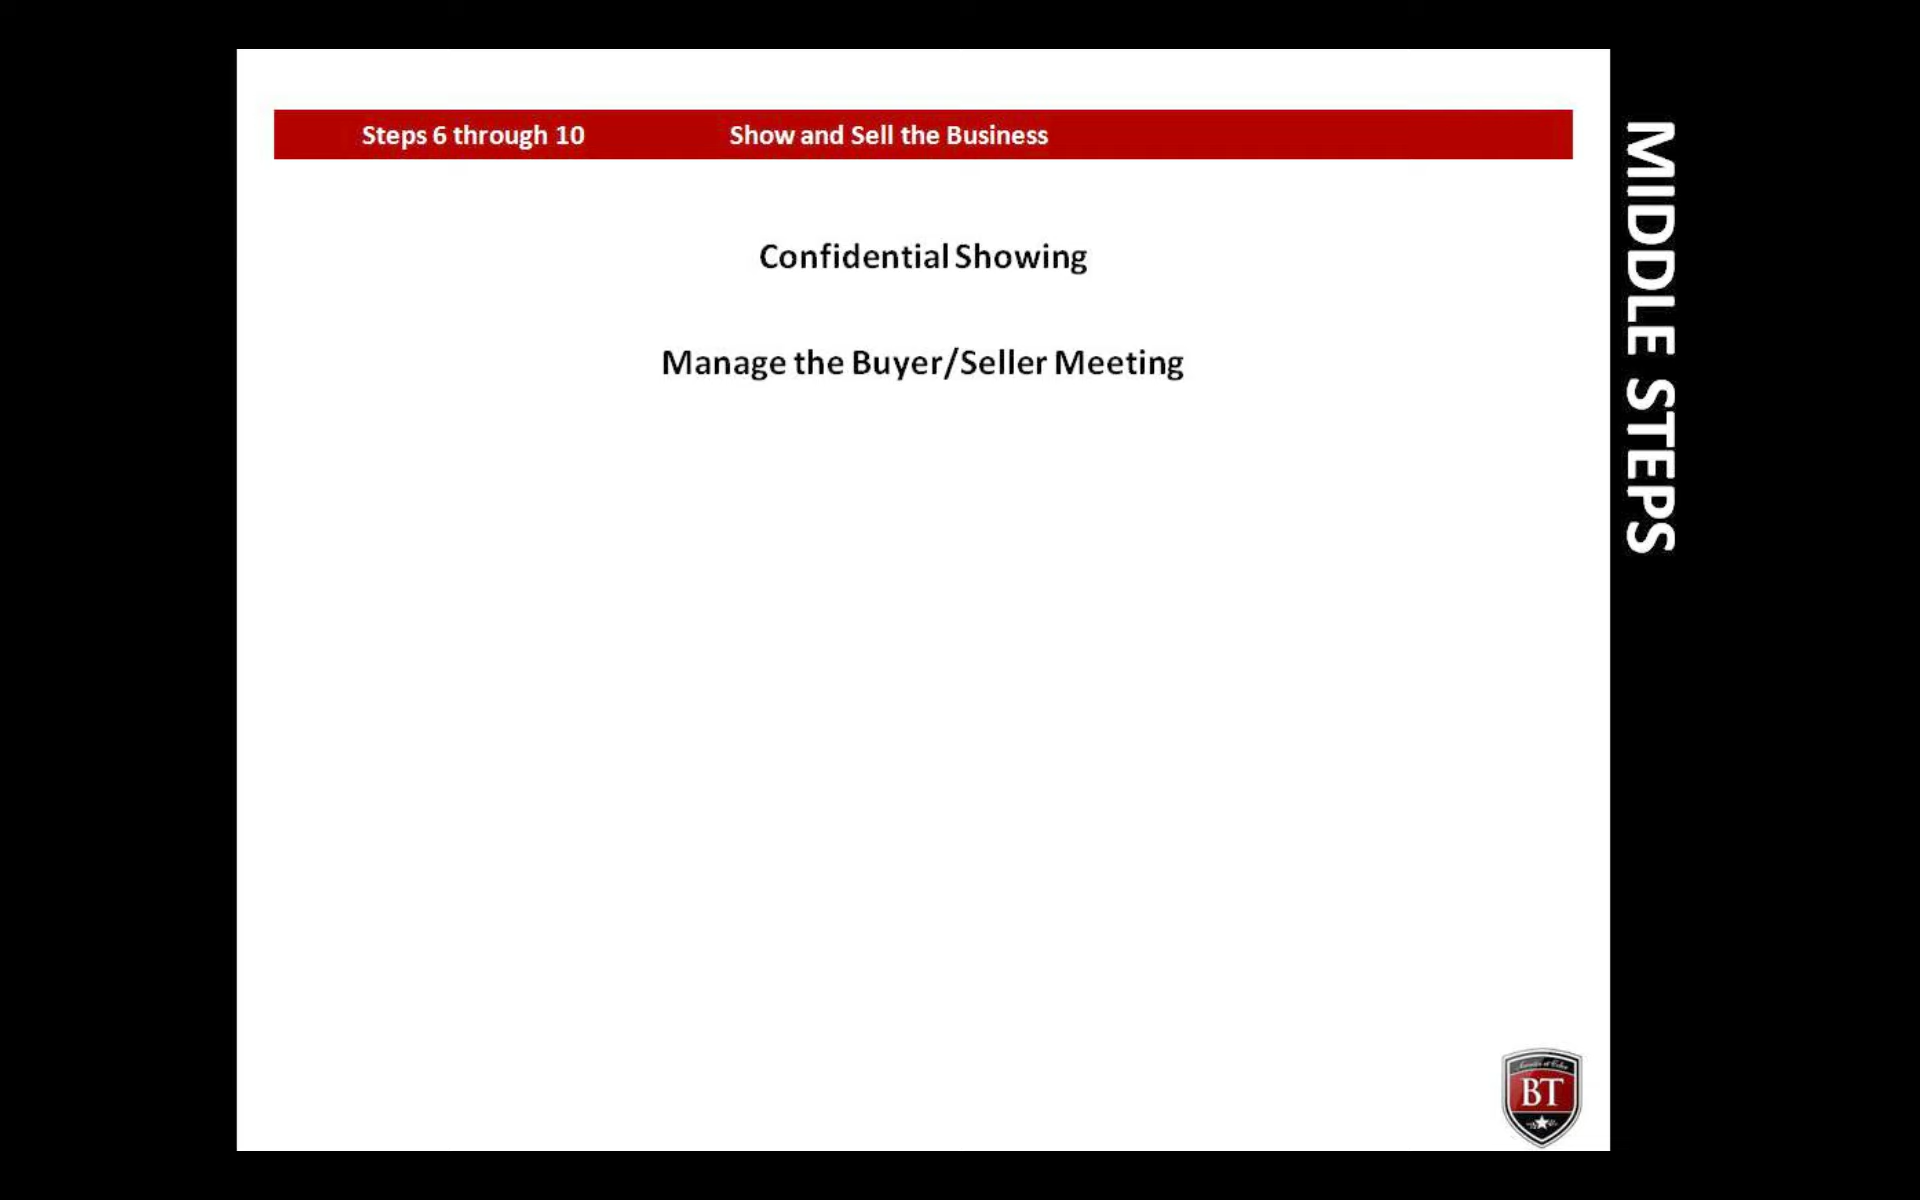 Steps 6 through 10 Show and Sell the Business
Confidential Showing
Manage the Buyer/Seller Meeting
MIDDLE STEPS
BT